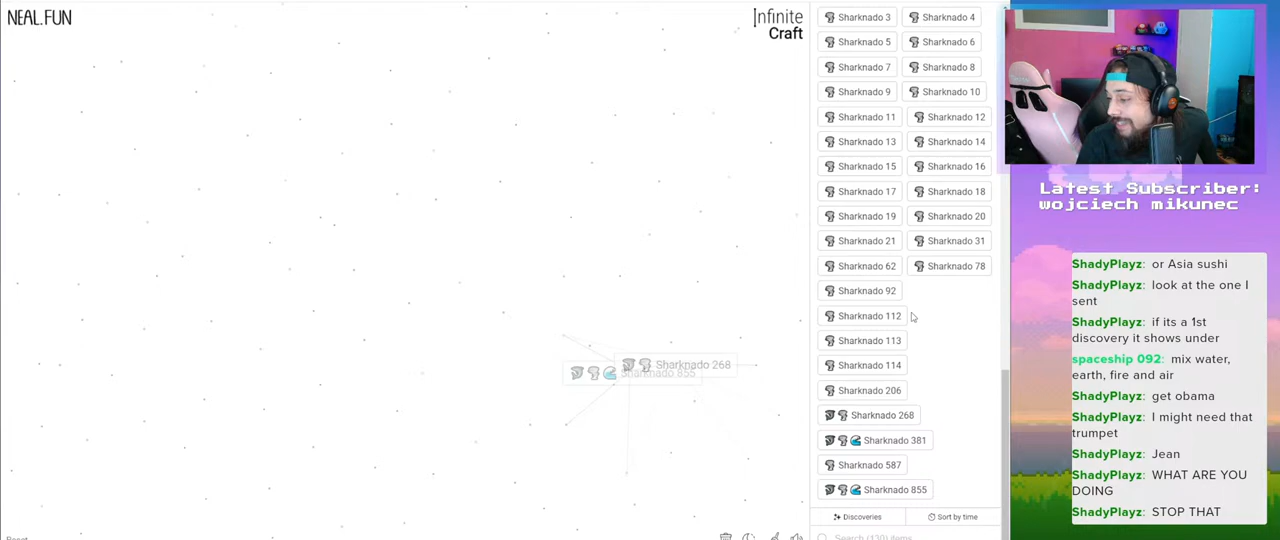 NEAL.FUN
Infinite
Craft
Sharknado 3
Sharknado 4
Sharknado 5
Sharknado 6
Sharknado 7
Sharknado 8
Sharknado 9
Sharknado 10
Sharknado 11
Sharknado 12
Sharknado 13
Sharknado 14
Sharknado 15
Sharknado 16
Sharknado 17
Sharknado 18
Sharknado 19
Sharknado 20
Sharknado 21
Sharknado 31
Sharknado 62
Sharknado 78
Sharknado 92
Sharknado 112
Sharknado 113
Sharknado 114
Sharknado 206
Sharknado 268
Sharknado 381
Sharknado 587
Sharknado 855
Sharknado 268
Sharknado 855
Discoveries
Sort by time
Search (130) items
Reset
Latest Subscriber:
wojciech mikunec
ShadyPlayz: or Asia sushi
ShadyPlayz: look at the one I
sent
ShadyPlayz: if its a 1st
discovery it shows under
spaceship 092: mix water,
earth, fire and air
ShadyPlayz: get obama
ShadyPlayz: I might need that
trumpet
ShadyPlayz: Jean
ShadyPlayz: WHAT ARE YOU
DOING
ShadyPlayz: STOP THAT